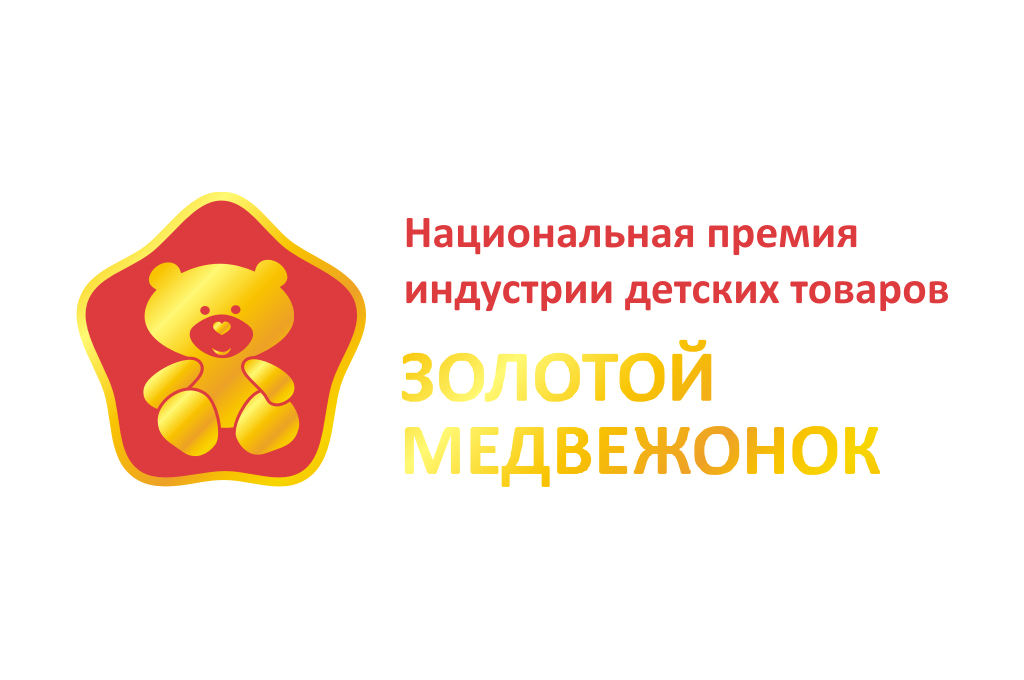 Национальная премия
индустрии детских товаров
ЗОЛОТОЙ
МЕДВЕЖОНОК